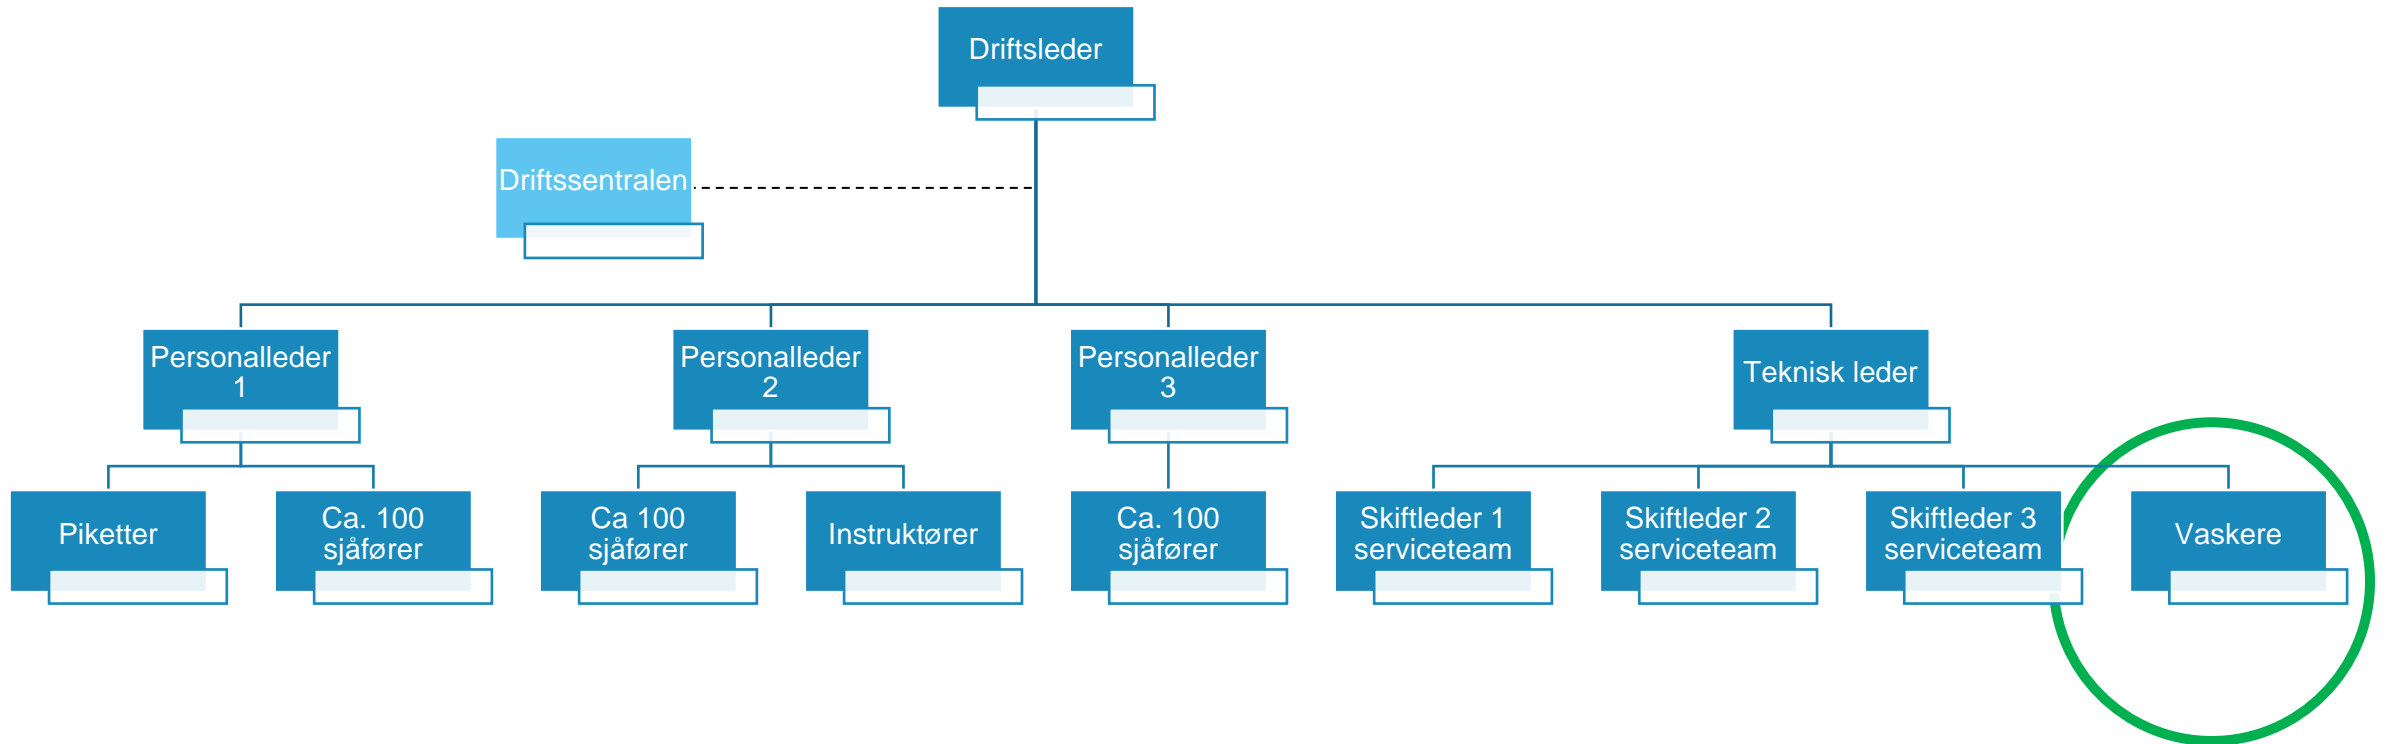 Driftsleder
Driftssentralen
Personalleder
1
Personalleder
2
Personalleder
3
Teknisk leder
Piketter
Ca. 100
sjåfører
Ca 100
sjåfører
Instruktører
Ca. 100
sjåfører
Skiftleder 1
serviceteam
Skiftleder 2
serviceteam
Skiftleder 3
serviceteam
Vaskere